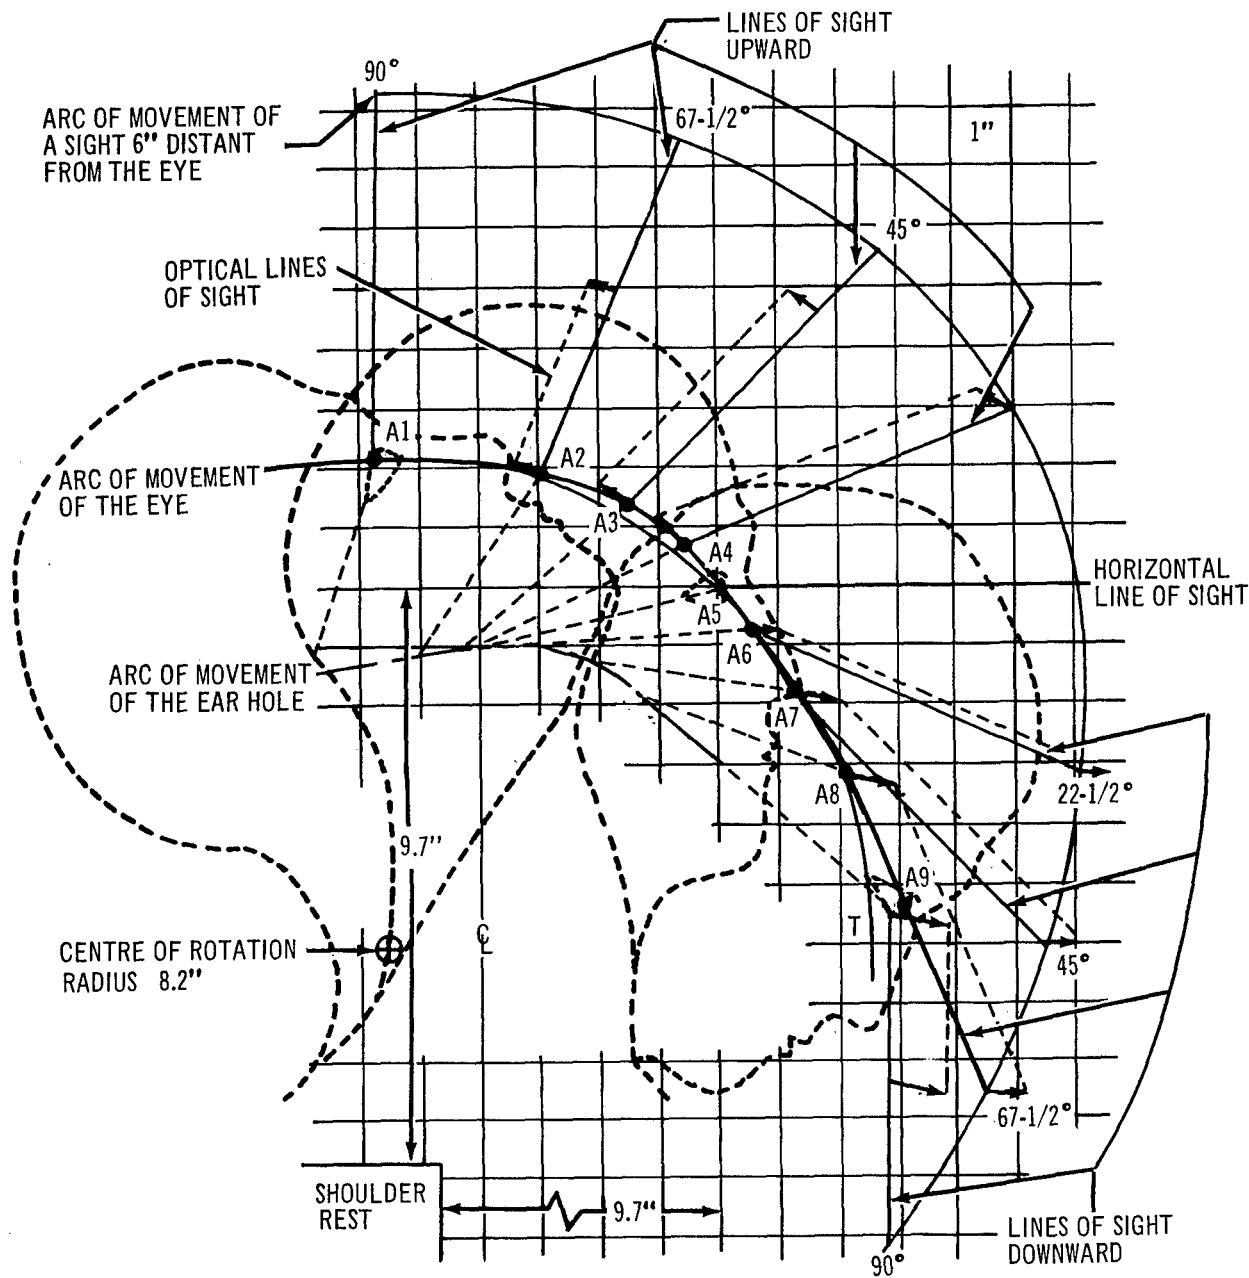 LINES OF SIGHT
UPWARD
90°
67-1/2°
1"
ARC OF MOVEMENT OF
A SIGHT 6" DISTANT
FROM THE EYE
45°
OPTICAL LINES
OF SIGHT
A1
A2
ARC OF MOVEMENT
OF THE EYE
A3
A4
HORIZONTAL
LINE OF SIGHT
A5
A6
ARC OF MOVEMENT
OF THE EAR HOLE
A7
A8
22-1/2°
9.7"
A9
T
℄
CENTRE OF ROTATION
RADIUS 8.2"
45°
67-1/2°
SHOULDER
REST
9.7"
LINES OF SIGHT
DOWNWARD
90°